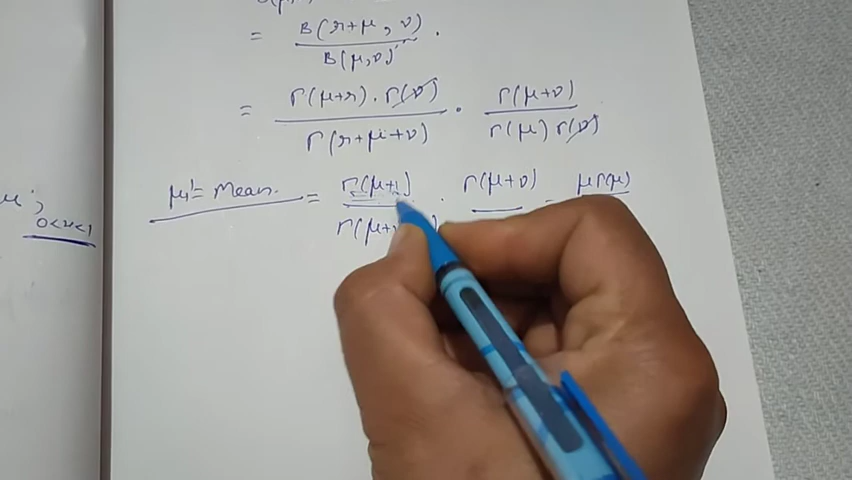 = B(r+μ, ν) / B(μ,ν) .
= Γ(μ+r) . Γ(ν) / Γ(r+μ+ν) . Γ(μ+ν) / Γ(μ) Γ(ν)
μ₁' = Mean. = Γ(μ+1) / Γ(μ+ . Γ(μ+ν) = μΓ(μ)
0<x<1